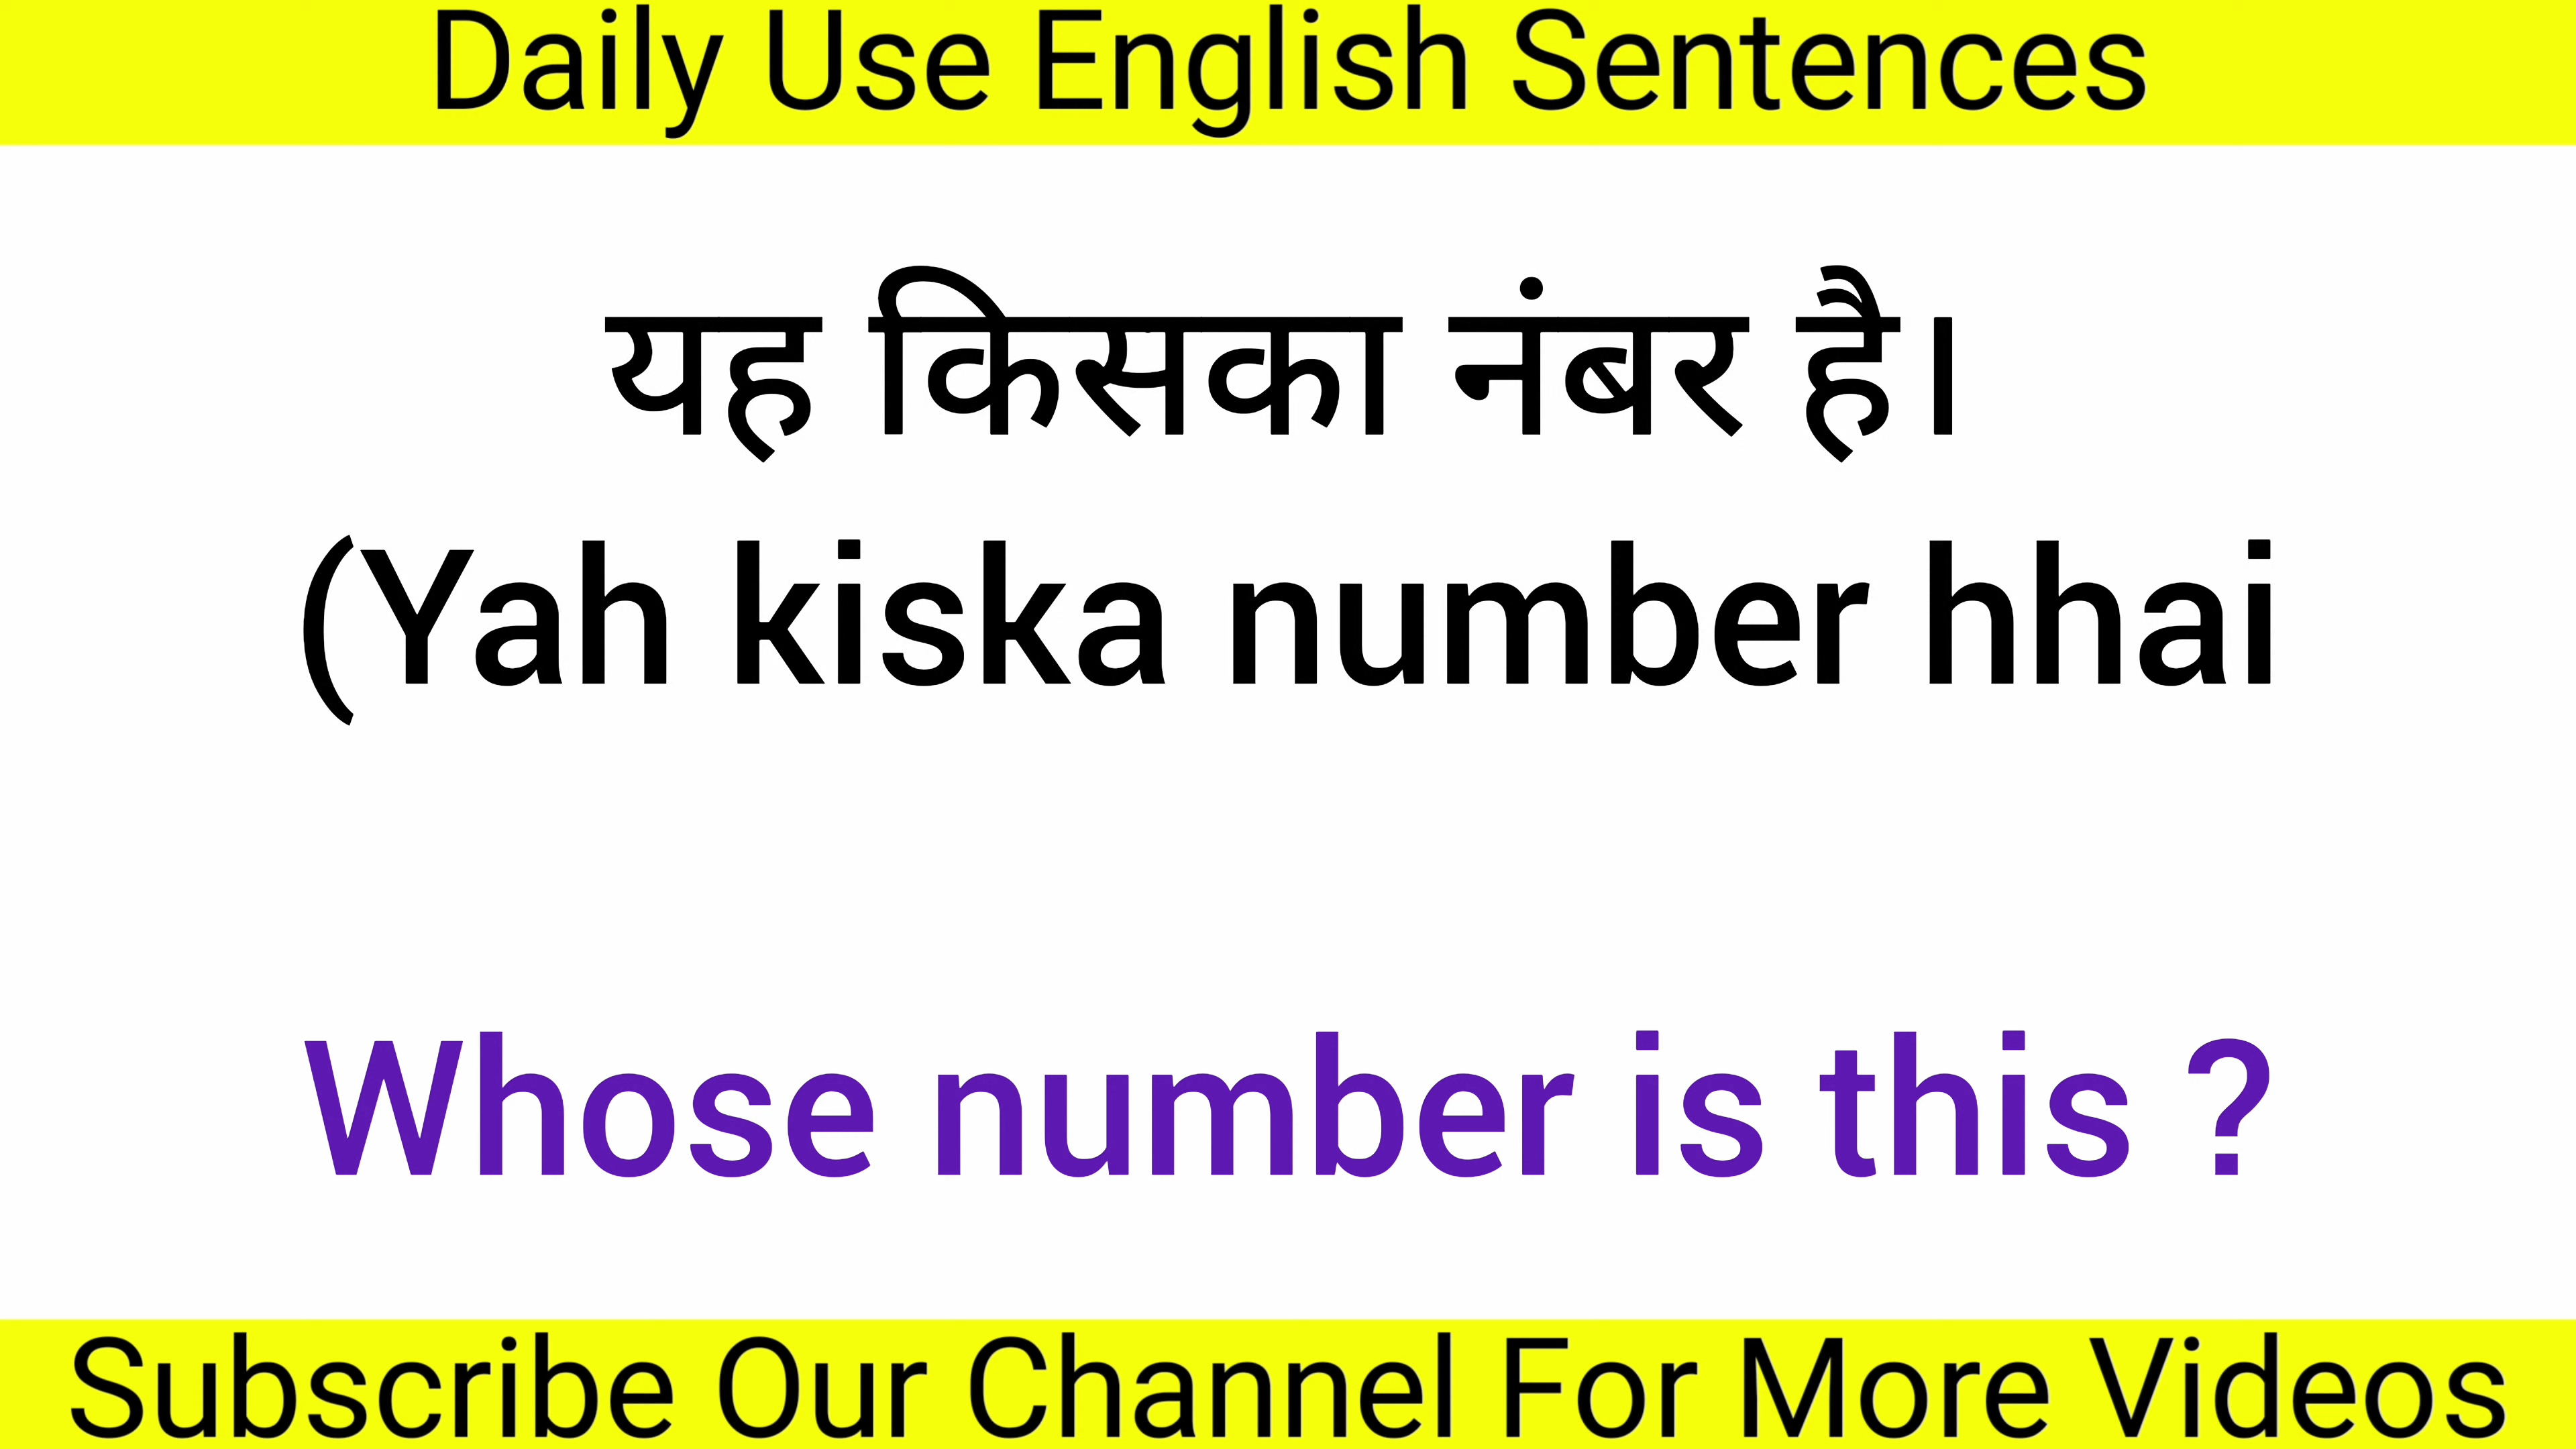 Daily Use English Sentences
यह किसका नंबर है।
(Yah kiska number hhai
Whose number is this ?
Subscribe Our Channel For More Videos